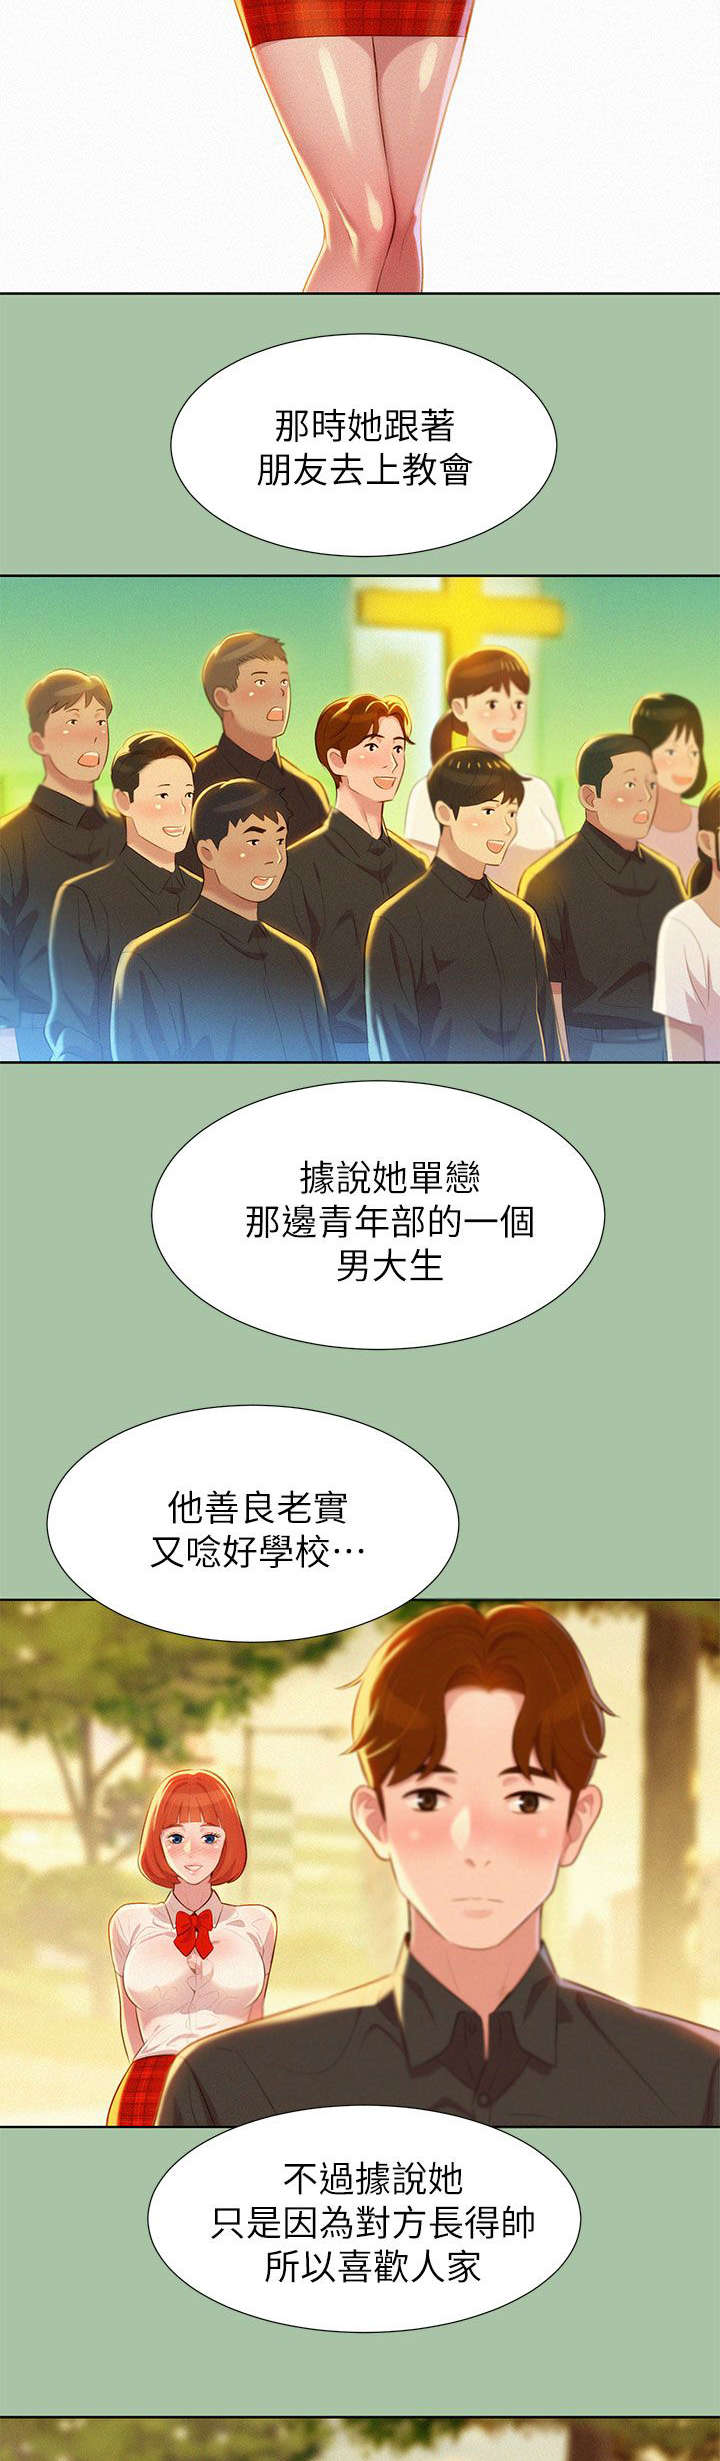 那時她跟著
朋友去上教會
據說她單戀
那邊青年部的一個
男大生
他善良老實
又唸好學校⋯
不過據說她
只是因為對方長得帥
所以喜歡人家